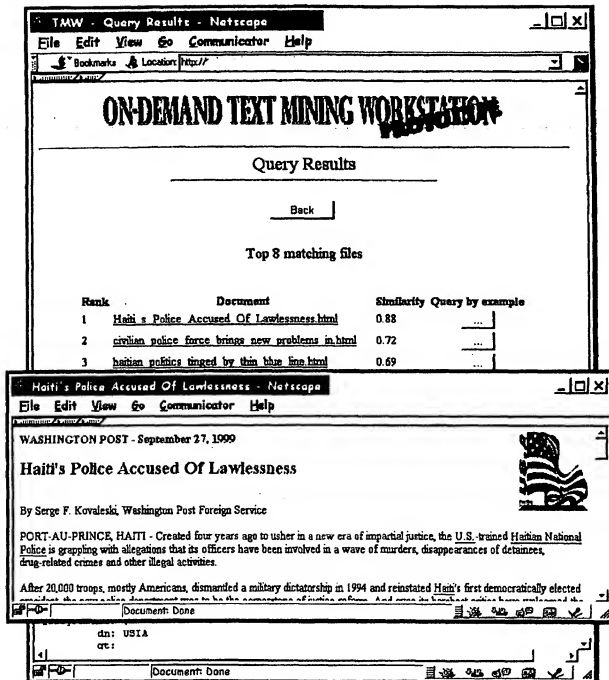 TMW - Query Results - Netscape
File Edit View Go Communicator Help
Bookmarks Location: http://
ON-DEMAND TEXT MINING WORKSTATION
PROTOTYPE
Query Results
Back
Top 8 matching files
Rank Document Similarity Query by example
1 Haiti s Police Accused Of Lawlessness.html 0.88 ...
2 civilian police force brings new problems in.html 0.72 ...
3 haitian politics tinged by thin blue line.html 0.69 ...
Haiti's Police Accused Of Lawlessness - Netscape
File Edit View Go Communicator Help
WASHINGTON POST - September 27, 1999
Haiti's Police Accused Of Lawlessness
By Serge F. Kovaleski, Washington Post Foreign Service
PORT-AU-PRINCE, HAITI - Created four years ago to usher in a new era of impartial justice, the U.S.-trained Haitian National
Police is grappling with allegations that its officers have been involved in a wave of murders, disappearances of detainees,
drug-related crimes and other illegal activities.
After 20,000 troops, mostly Americans, dismantled a military dictatorship in 1994 and reinstated Haiti's first democratically elected
Document: Done
dn: USIA
Document: Done